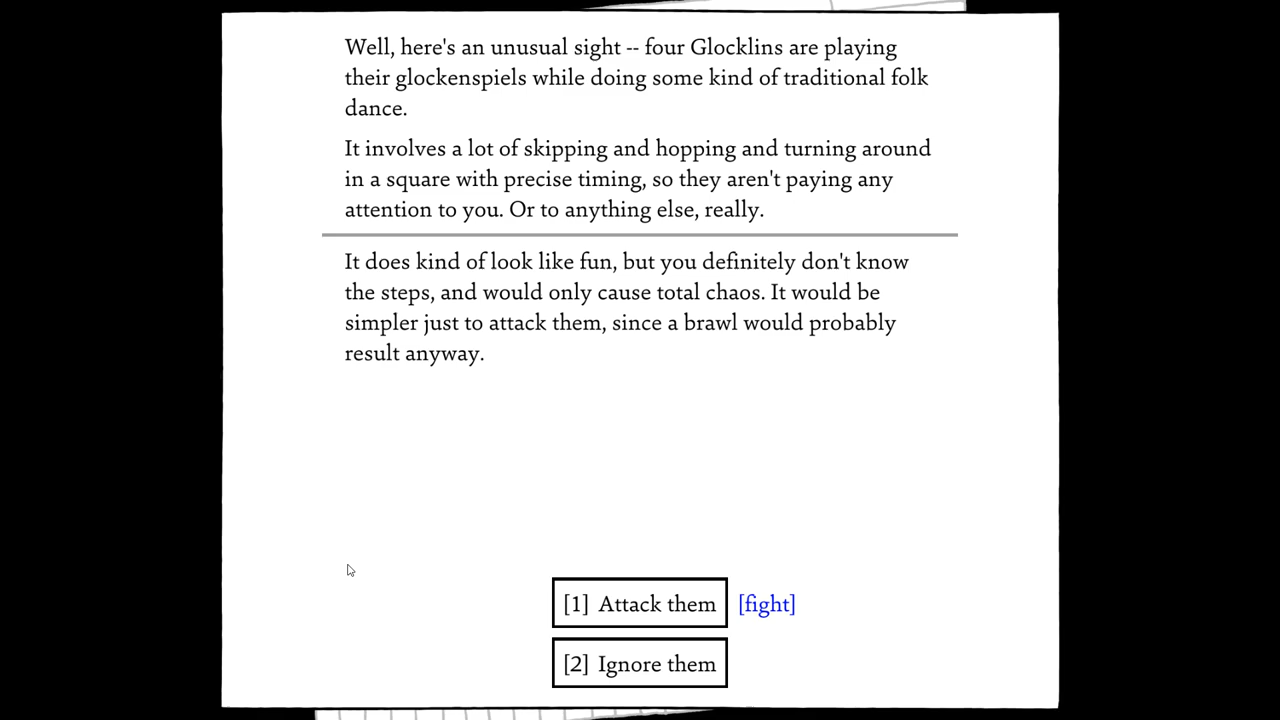 Well, here's an unusual sight -- four Glocklins are playing
their glockenspiels while doing some kind of traditional folk
dance.
It involves a lot of skipping and hopping and turning around
in a square with precise timing, so they aren't paying any
attention to you. Or to anything else, really.
It does kind of look like fun, but you definitely don't know
the steps, and would only cause total chaos. It would be
simpler just to attack them, since a brawl would probably
result anyway.
[1] Attack them [fight]
[2] Ignore them